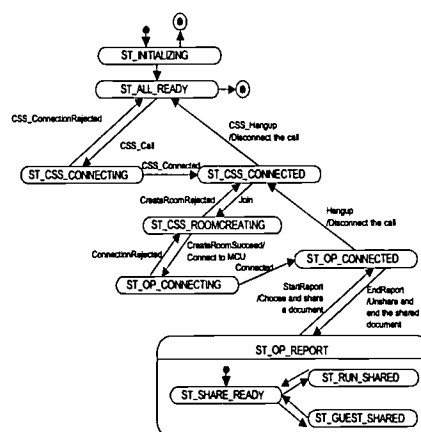 ST_INITIALIZING
ST_ALL_READY
CSS_ConnectionRejected
CSS_Call
CSS_Hangup
/Disconnect the call
CSS_Connected
ST_CSS_CONNECTING
ST_CSS_CONNECTED
CreateRoomRejected
Join
Hangup
/Disconnect the call
ST_CSS_ROOMCREATING
ConnectionRejected
CreateRoomSucceed/
Connect to MCU
Connected
ST_OP_CONNECTED
ST_OP_CONNECTING
StartReport
/Choose and share
a document
EndReport
/Unshare and
end the shared
document
ST_OP_REPORT
ST_RUN_SHARED
ST_SHARE_READY
ST_GUEST_SHARED